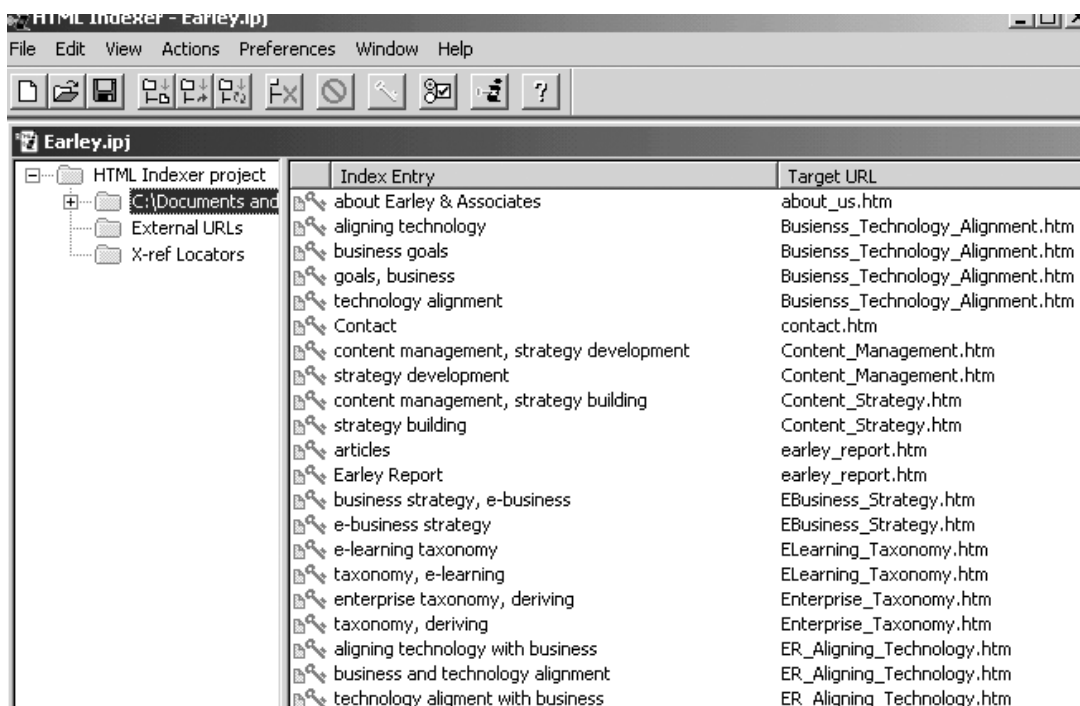 HTML Indexer - Earley.ipj
File Edit View Actions Preferences Window Help
Earley.ipj
HTML Indexer project
C:\Documents and
External URLs
X-ref Locators
Index Entry Target URL
about Earley & Associates about_us.htm
aligning technology Busienss_Technology_Alignment.htm
business goals Busienss_Technology_Alignment.htm
goals, business Busienss_Technology_Alignment.htm
technology alignment Busienss_Technology_Alignment.htm
Contact contact.htm
content management, strategy development Content_Management.htm
strategy development Content_Management.htm
content management, strategy building Content_Strategy.htm
strategy building Content_Strategy.htm
articles earley_report.htm
Earley Report earley_report.htm
business strategy, e-business EBusiness_Strategy.htm
e-business strategy EBusiness_Strategy.htm
e-learning taxonomy ELearning_Taxonomy.htm
taxonomy, e-learning ELearning_Taxonomy.htm
enterprise taxonomy, deriving Enterprise_Taxonomy.htm
taxonomy, deriving Enterprise_Taxonomy.htm
aligning technology with business ER_Aligning_Technology.htm
business and technology alignment ER_Aligning_Technology.htm
technology aligment with business ER_Aligning_Technology.htm